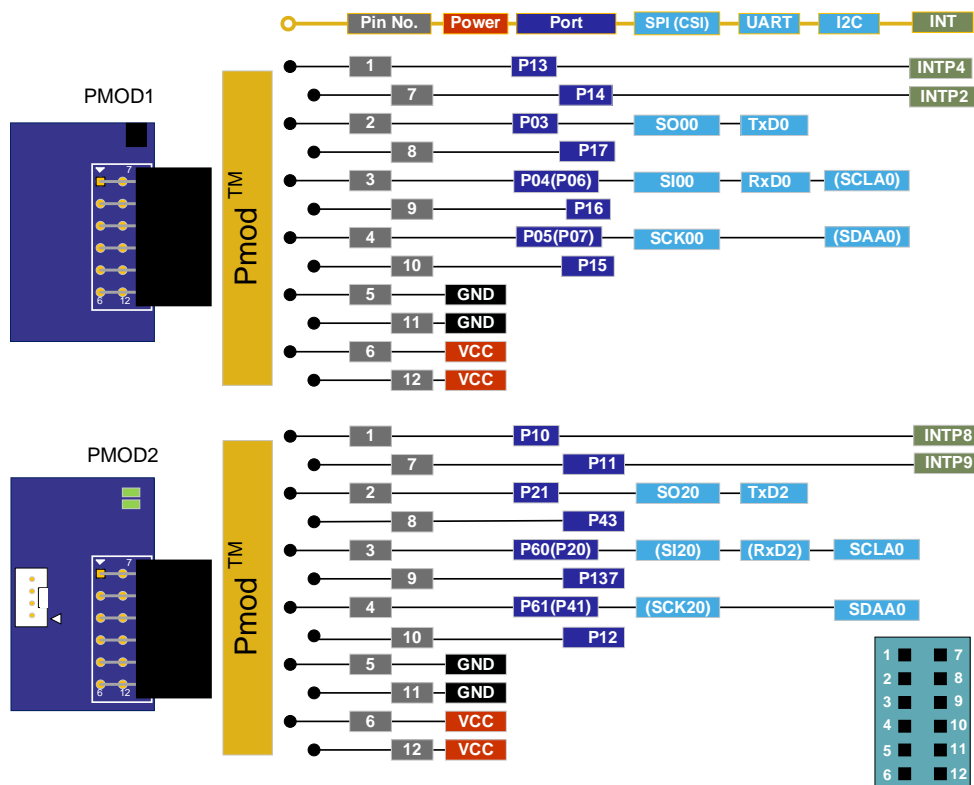 Pin No. Power Port SPI (CSI) UART I2C INT
PMOD1
7
6 12
Pmod TM
1 P13 INTP4
7 P14 INTP2
2 P03 SO00 TxD0
8 P17
3 P04(P06) SI00 RxD0 (SCLA0)
9 P16
4 P05(P07) SCK00 (SDAA0)
10 P15
5 GND
11 GND
6 VCC
12 VCC
PMOD2
7
6 12
Pmod TM
1 P10 INTP8
7 P11 INTP9
2 P21 SO20 TxD2
8 P43
3 P60(P20) (SI20) (RxD2) SCLA0
9 P137
4 P61(P41) (SCK20) SDAA0
10 P12
5 GND
11 GND
6 VCC
12 VCC
1 7
2 8
3 9
4 10
5 11
6 12